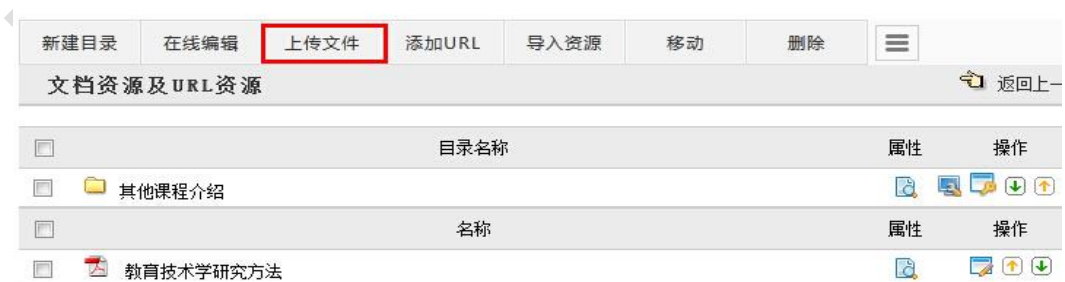 新建目录 在线编辑 上传文件 添加URL 导入资源 移动 删除
文档资源及URL资源 返回上一
目录名称 属性 操作
其他课程介绍
名称 属性 操作
教育技术学研究方法